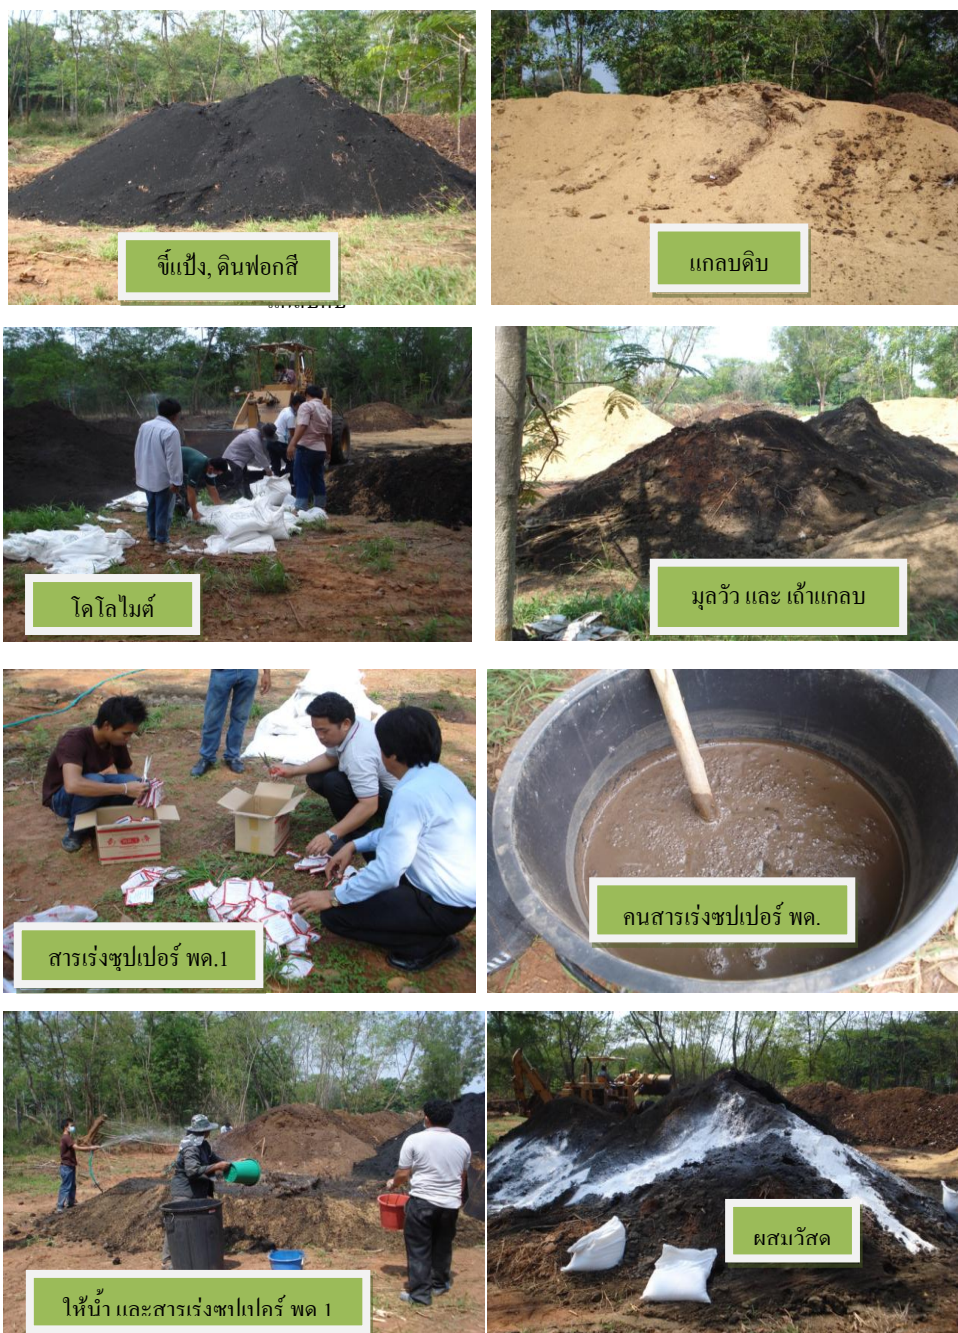 ขี้แป้ง, ดินฟอกสี
แกลบดิบ
โดโลไมต์
มูลวัว และ เถ้าแกลบ
สารเร่งซุปเปอร์ พด.1
คนสารเร่งซุปเปอร์ พด.
ให้น้ำ และสารเร่งซุปเปอร์ พด 1
ผสมวัสดุ